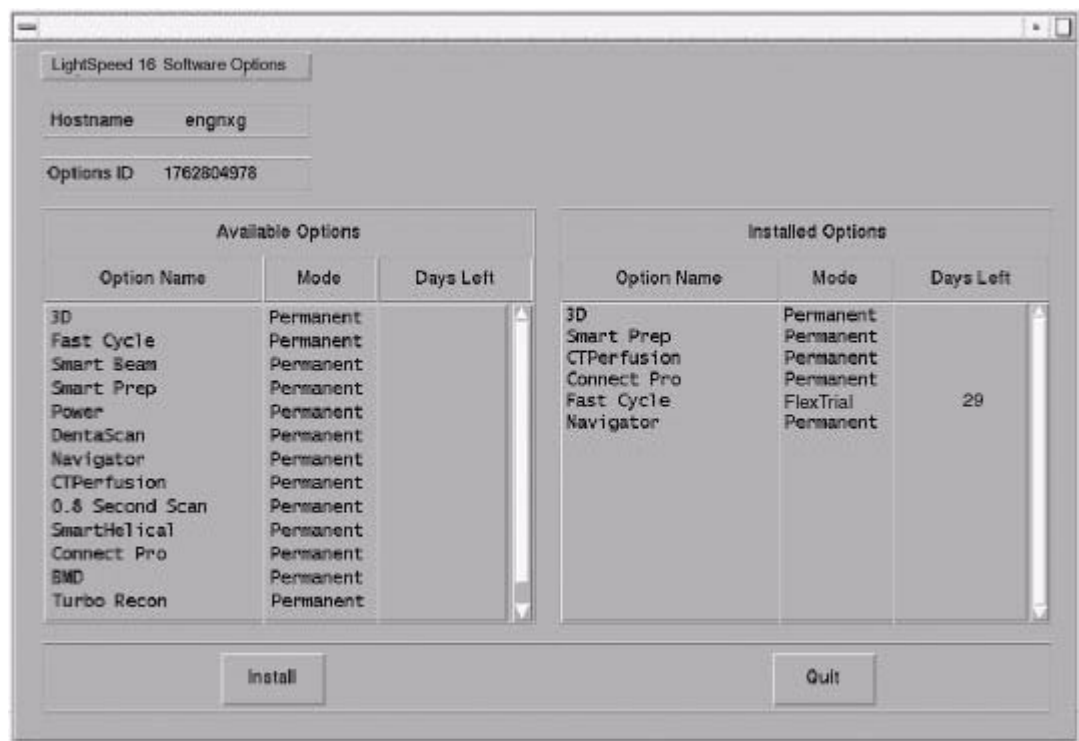 LightSpeed 16 Software Options
Hostname engnxg
Options ID 1762804978
Available Options
Option Name Mode Days Left
3D Permanent
Fast Cycle Permanent
Smart Beam Permanent
Smart Prep Permanent
Power Permanent
DentaScan Permanent
Navigator Permanent
CTPerfusion Permanent
0.8 Second Scan Permanent
SmartHelical Permanent
Connect Pro Permanent
BMD Permanent
Turbo Recon Permanent
Installed Options
Option Name Mode Days Left
3D Permanent
Smart Prep Permanent
CTPerfusion Permanent
Connect Pro Permanent
Fast Cycle FlexTrial 29
Navigator Permanent
Install
Quit